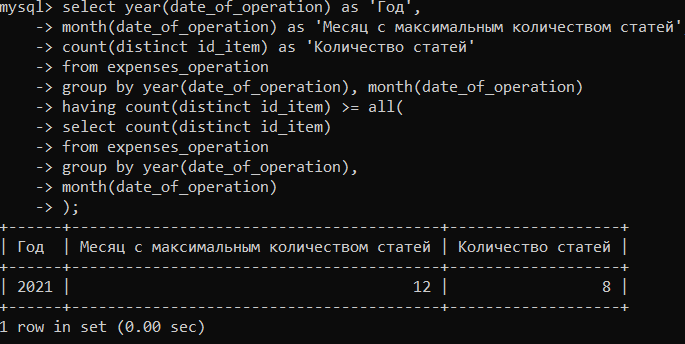 mysql> select year(date_of_operation) as 'Год',
    -> month(date_of_operation) as 'Месяц с максимальным количеством статей'
    -> count(distinct id_item) as 'Количество статей'
    -> from expenses_operation
    -> group by year(date_of_operation), month(date_of_operation)
    -> having count(distinct id_item) >= all(
    -> select count(distinct id_item)
    -> from expenses_operation
    -> group by year(date_of_operation),
    -> month(date_of_operation)
    -> );
+------+-----------------------------------------+-------------------+
| Год  | Месяц с максимальным количеством статей | Количество статей |
+------+-----------------------------------------+-------------------+
| 2021 |                                      12 |                 8 |
+------+-----------------------------------------+-------------------+
1 row in set (0.00 sec)